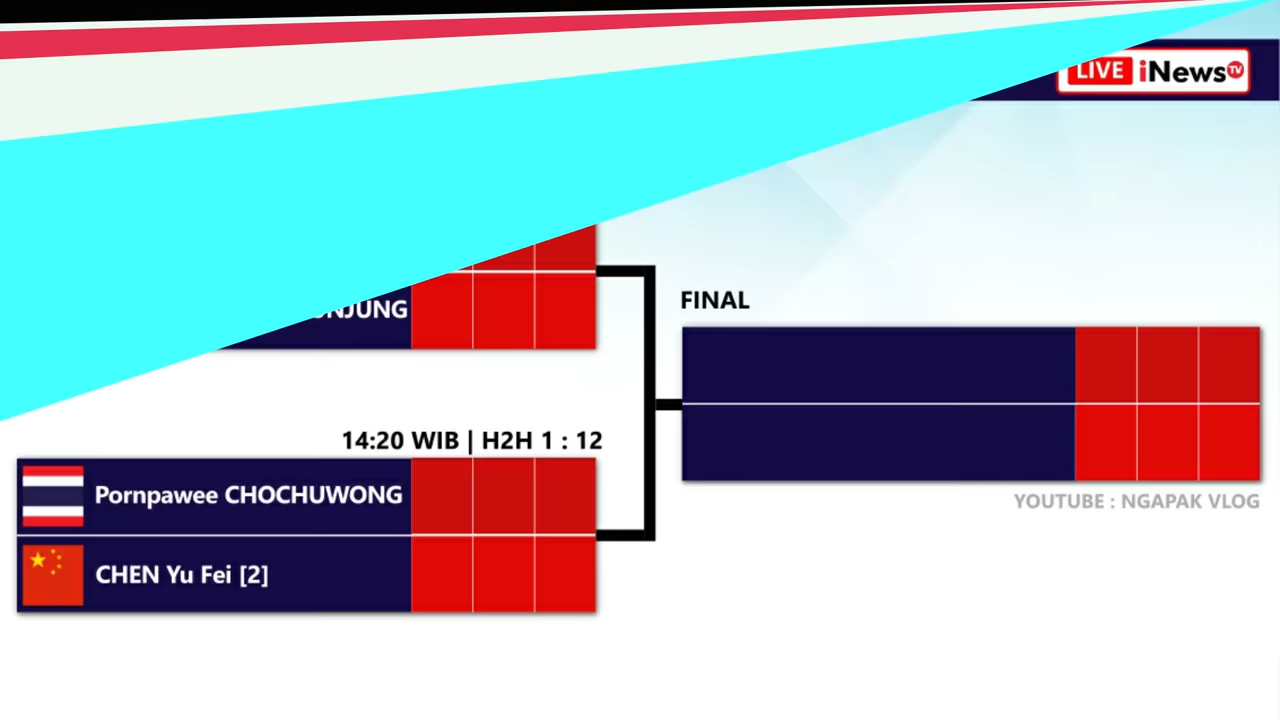 LIVE iNews TV
FINAL
14:20 WIB | H2H 1 : 12
Pornpawee CHOCHUWONG
CHEN Yu Fei [2]
YOUTUBE : NGAPAK VLOG